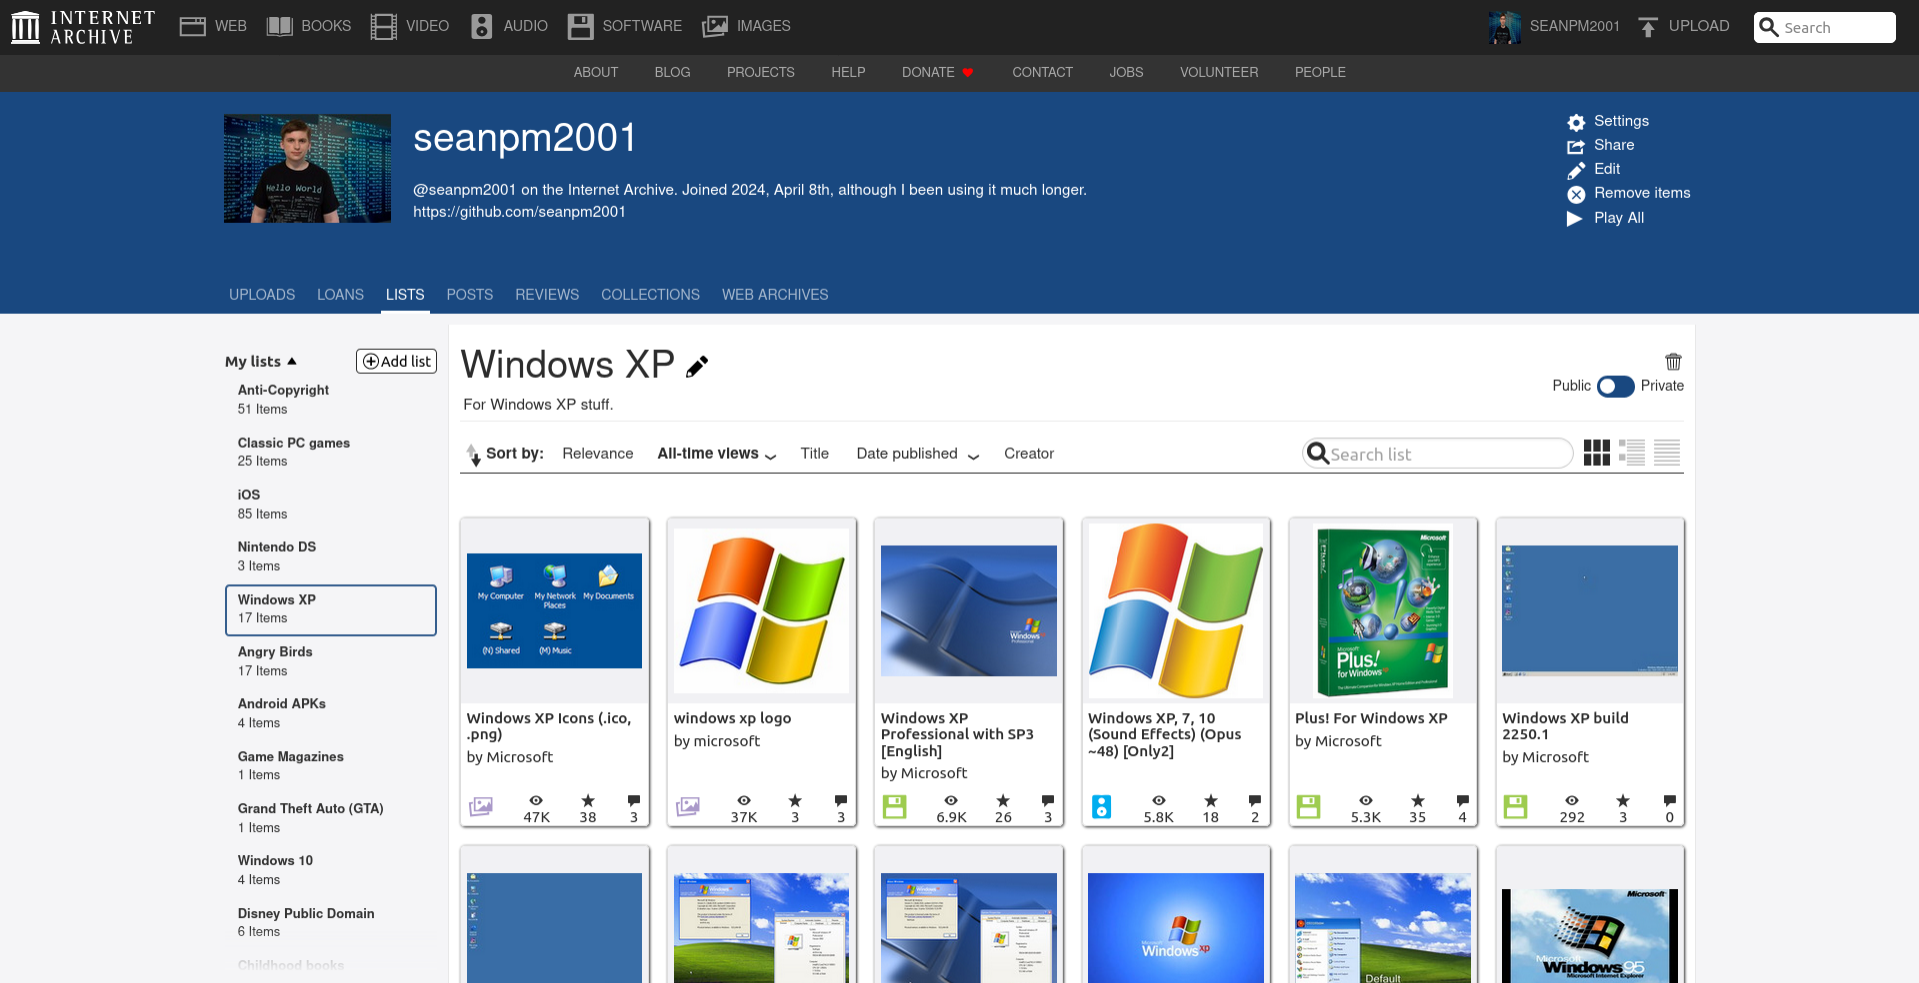 INTERNET ARCHIVE
WEB BOOKS VIDEO AUDIO SOFTWARE IMAGES
SEANPM2001 UPLOAD Search
ABOUT BLOG PROJECTS HELP DONATE CONTACT JOBS VOLUNTEER PEOPLE
Hello World
seanpm2001
@seanpm2001 on the Internet Archive. Joined 2024, April 8th, although I been using it much longer.
https://github.com/seanpm2001
Settings
Share
Edit
Remove items
Play All
UPLOADS LOANS LISTS POSTS REVIEWS COLLECTIONS WEB ARCHIVES
My lists
Add list
Anti-Copyright
51 Items
Classic PC games
25 Items
iOS
85 Items
Nintendo DS
3 Items
Windows XP
17 Items
Angry Birds
17 Items
Android APKs
4 Items
Game Magazines
1 Items
Grand Theft Auto (GTA)
1 Items
Windows 10
4 Items
Disney Public Domain
6 Items
Childhood books
Windows XP
For Windows XP stuff.
Public Private
Sort by: Relevance All-time views Title Date published Creator
Search list
My Computer My Network Places My Documents
(N) Shared (M) Music
Windows XP Icons (.ico, .png)
by Microsoft
47K 38 3
windows xp logo
by microsoft
37K 3 3
Windows
Professional
Windows XP Professional with SP3 [English]
by Microsoft
6.9K 26 3
Windows XP, 7, 10 (Sound Effects) (Opus ~48) [Only2]
5.8K 18 2
Microsoft
Plus!
Microsoft
Plus!
for Windows xp
Plus! For Windows XP
by Microsoft
5.3K 35 4
Windows XP build 2250.1
by Microsoft
292 3 0
Microsoft
Windows xp
Default
Microsoft
Microsoft
Windows 95
Microsoft Internet Explorer